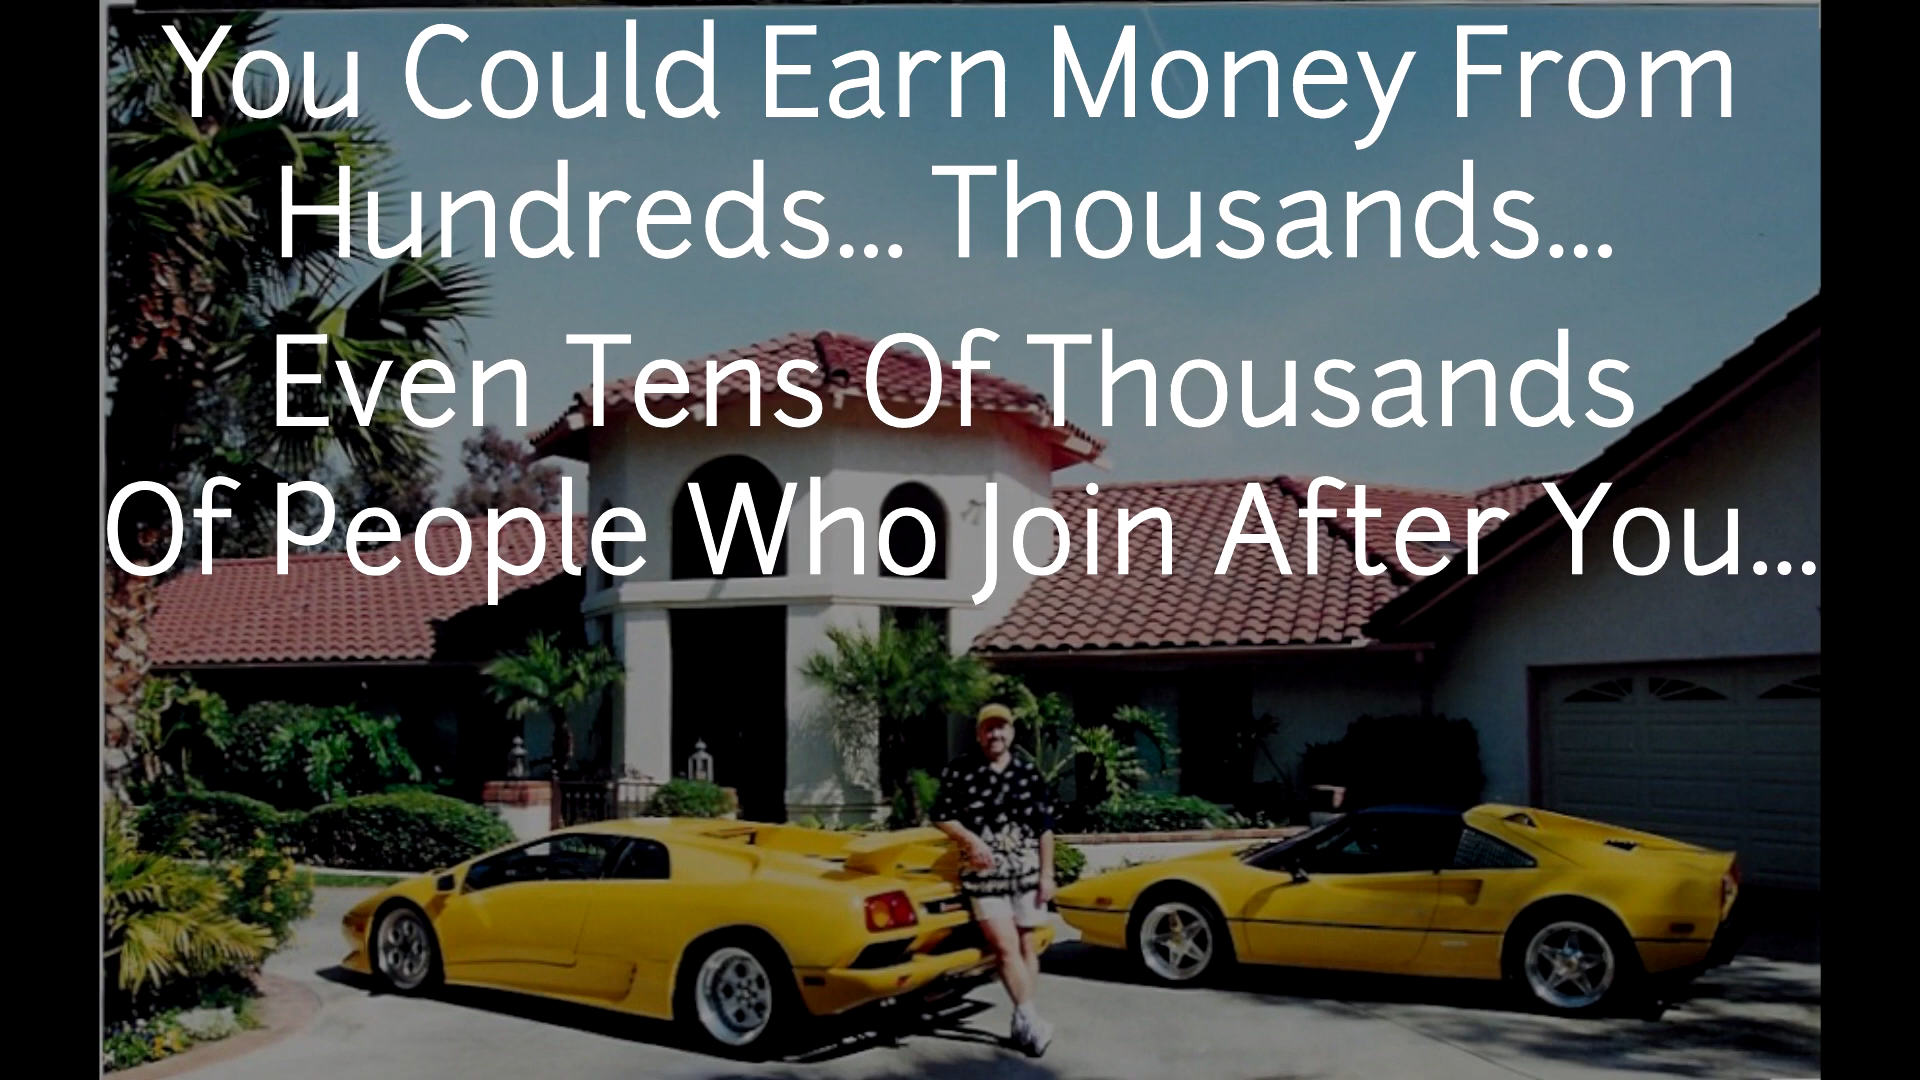 You Could Earn Money From
Hundreds... Thousands...
Even Tens Of Thousands
Of People Who Join After You...